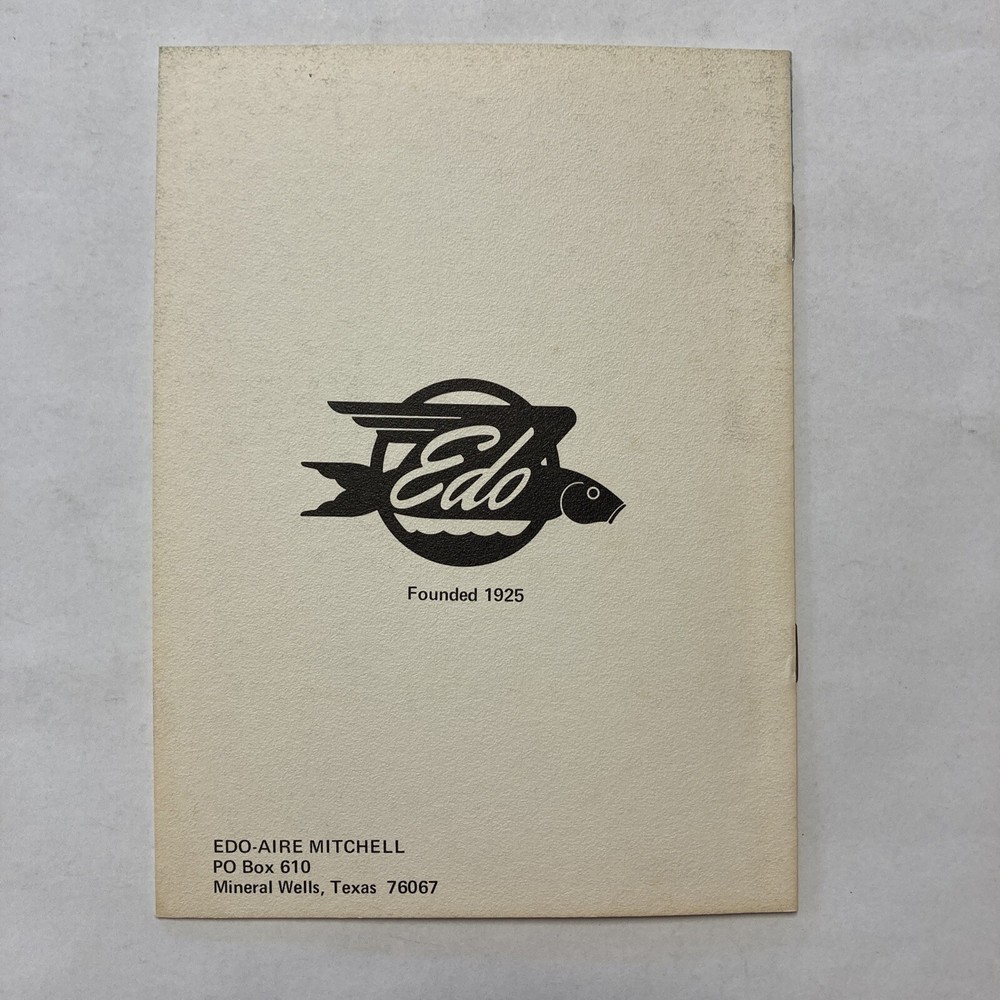 Edo
Founded 1925
EDO-AIRE MITCHELL
PO Box 610
Mineral Wells, Texas 76067